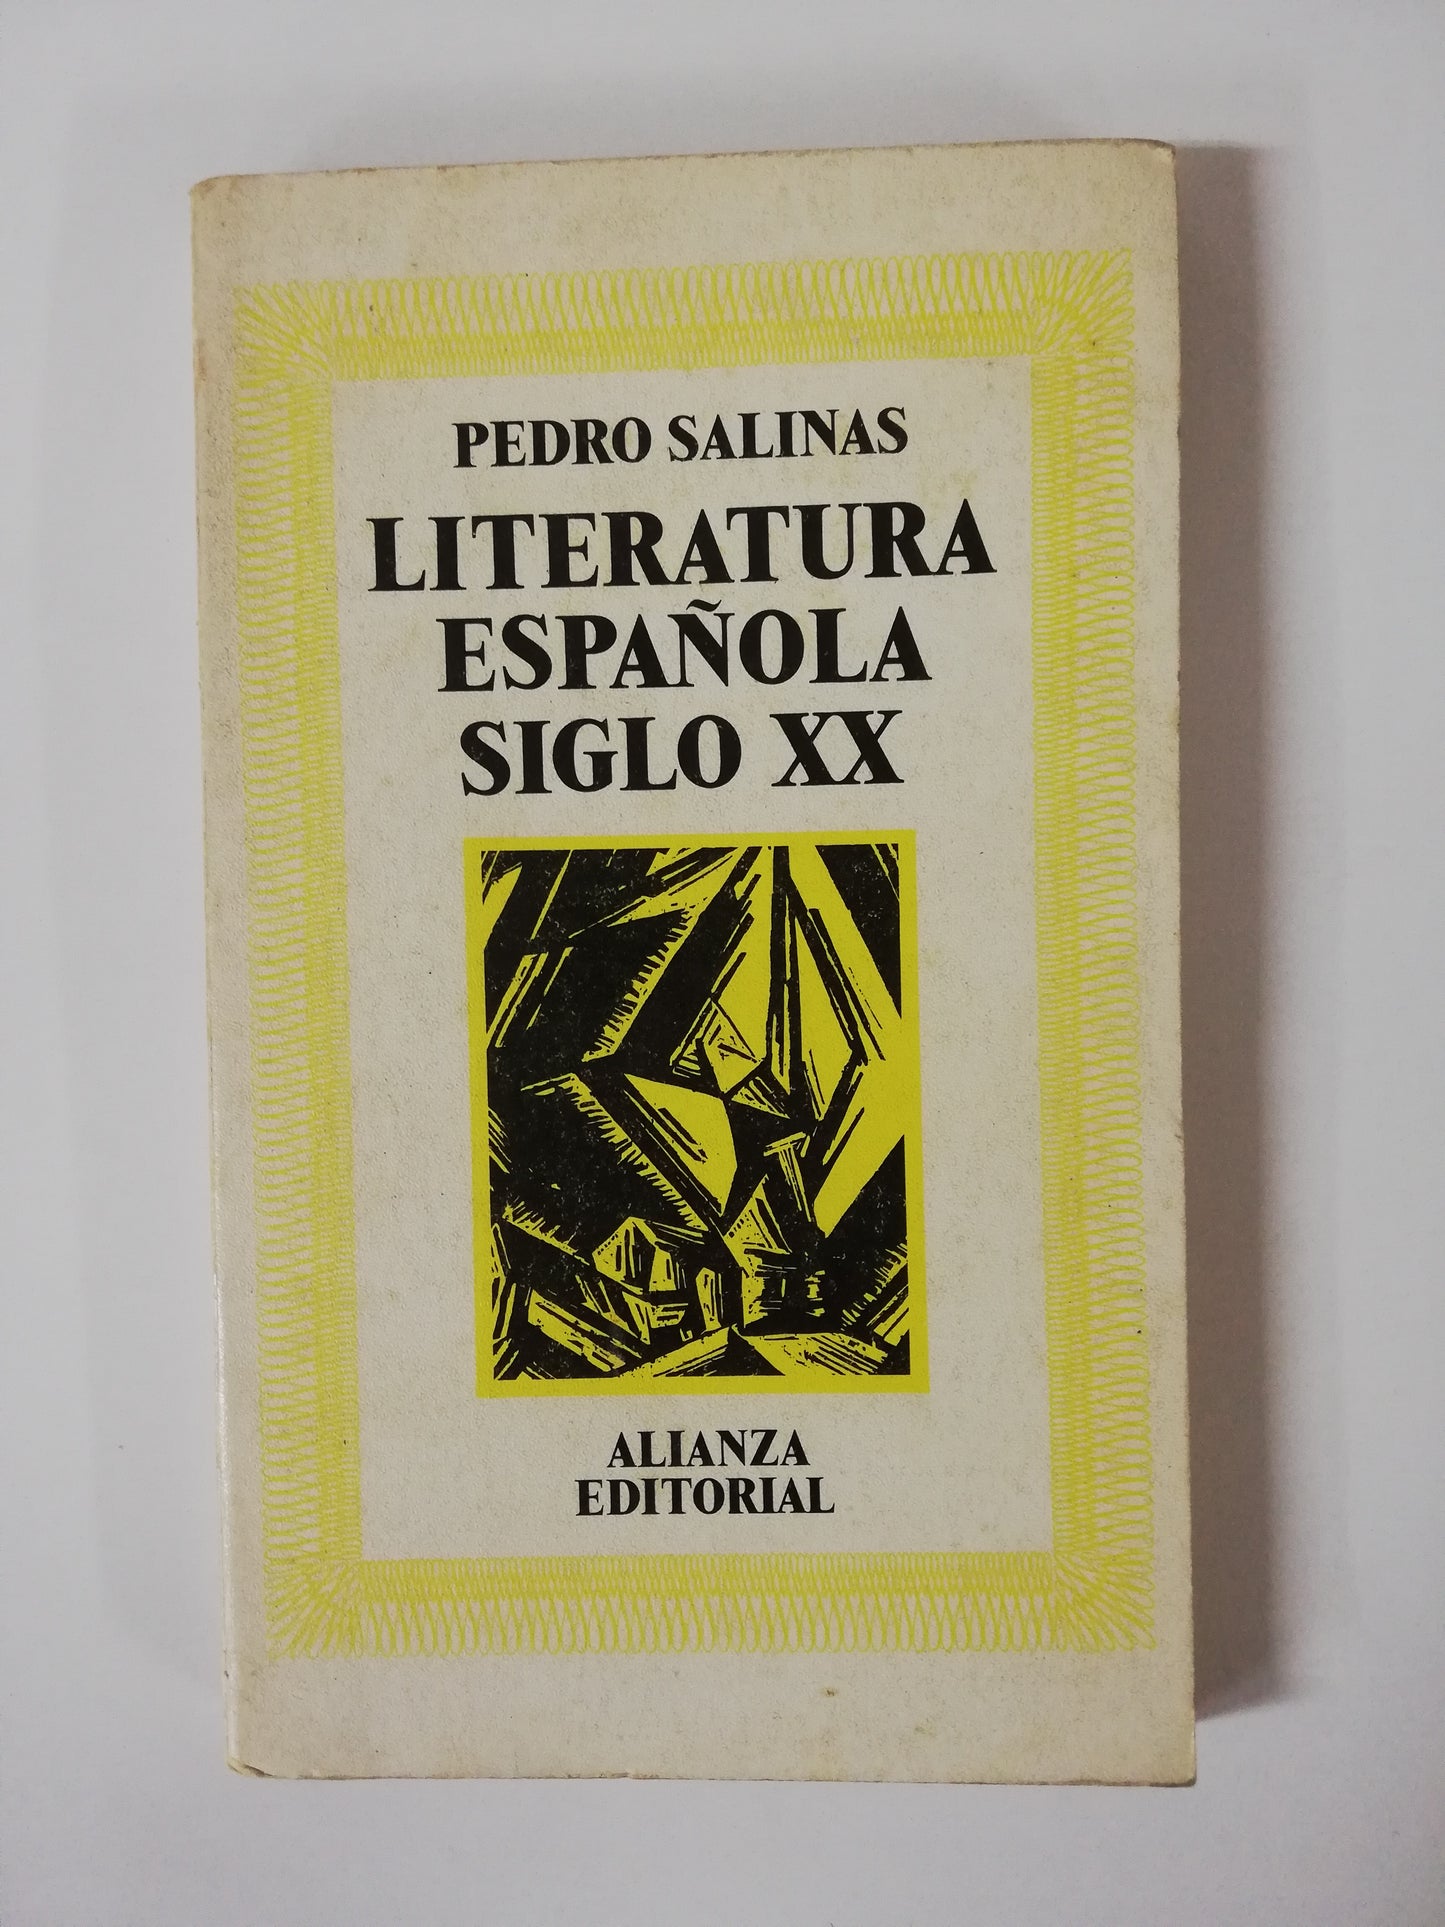 PEDRO SALINAS
LITERATURA
ESPAÑOLA
SIGLO XX
ALIANZA
EDITORIAL